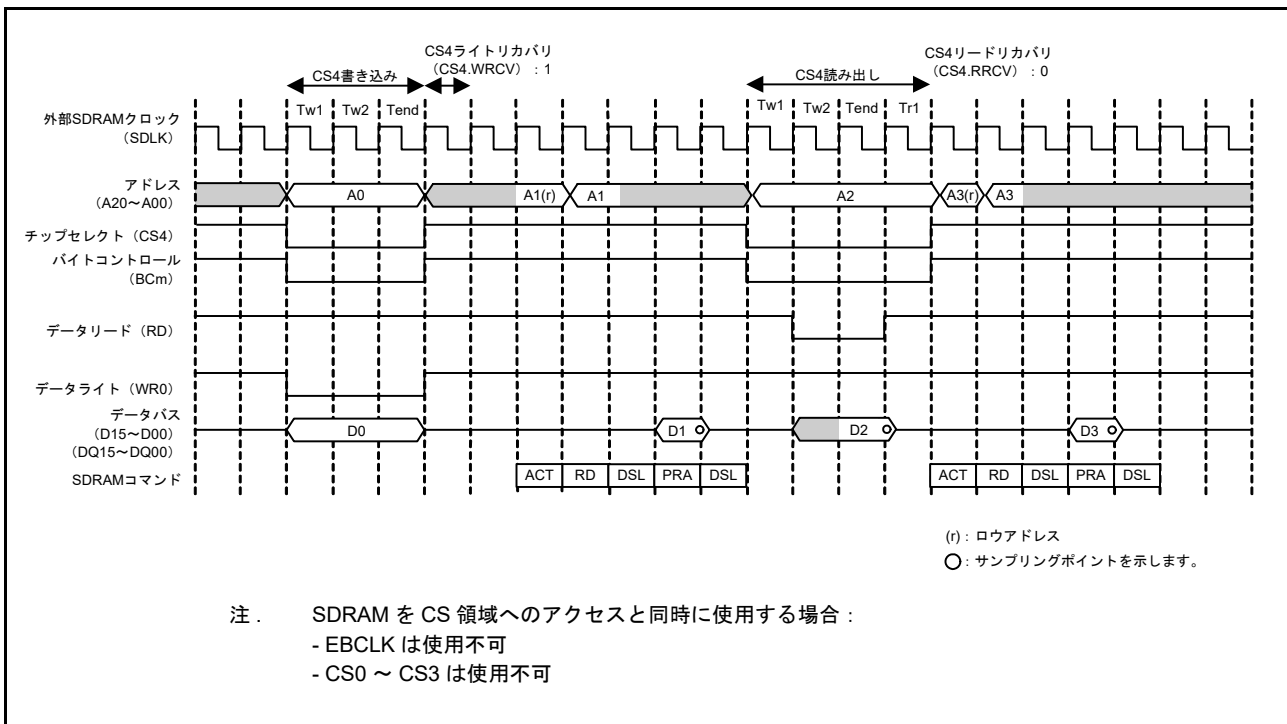 CS4ライトリカバリ
（CS4.WRCV）：1
CS4リードリカバリ
（CS4.RRCV）：0
CS4書き込み
CS4読み出し
Tw1 Tw2 Tend
Tw1 Tw2 Tend Tr1
外部SDRAMクロック
（SDLK）
アドレス
（A20～A00）
A0 A1(r) A1 A2 A3(r) A3
チップセレクト（CS4）
バイトコントロール
（BCm）
データリード（RD）
データライト（WR0）
データバス
（D15～D00）
（DQ15～DQ00）
D0 D1 D2 D3
SDRAMコマンド
ACT RD DSL PRA DSL
ACT RD DSL PRA DSL
(r)：ロウアドレス
○：サンプリングポイントを示します。
注． SDRAM を CS 領域へのアクセスと同時に使用する場合：
- EBCLK は使用不可
- CS0 ～ CS3 は使用不可